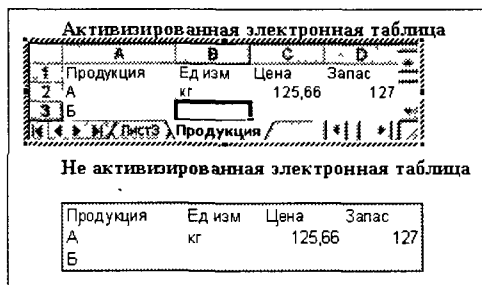 Активизированная электронная таблица
A B C D
1 Продукция Ед изм Цена Запас
2 А кг 125,66 127
3 Б
Лист3 Продукция
Не активизированная электронная таблица
Продукция Ед изм Цена Запас
А кг 125,66 127
Б